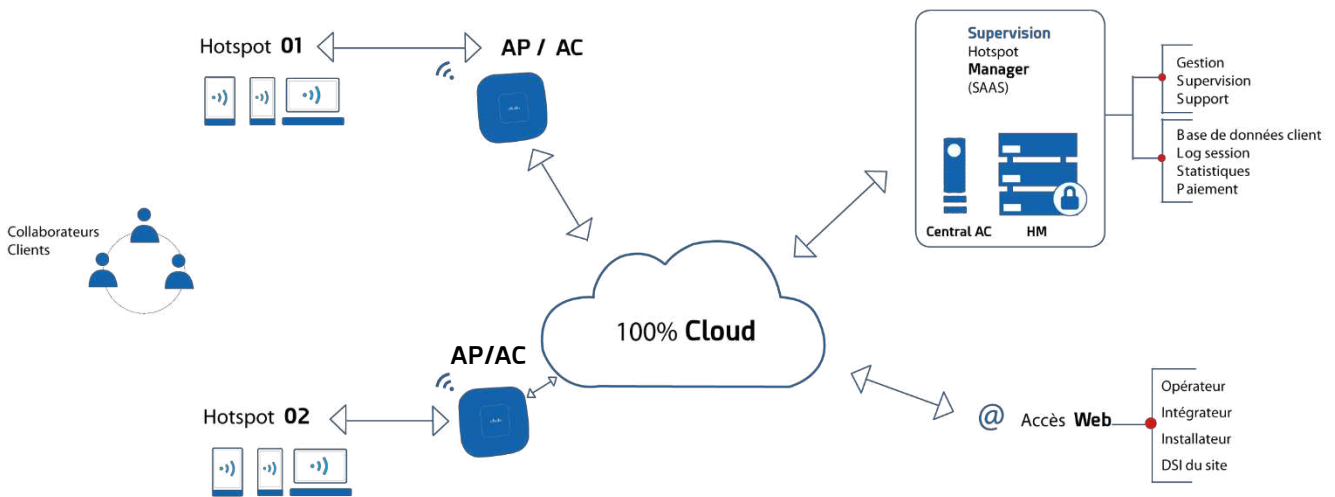 Hotspot 01
AP / AC
Supervision
Hotspot
Manager
(SAAS)
Central AC
HM
Gestion
Supervision
Support
Base de données client
Log session
Statistiques
Paiement
Collaborateurs
Clients
100% Cloud
AP/AC
Hotspot 02
@ Accès Web
Opérateur
Intégrateur
Installateur
DSI du site